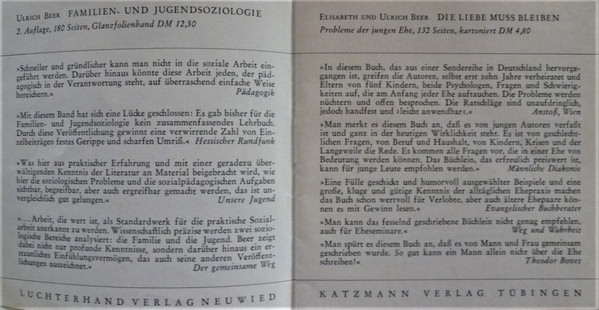 Ulrich Beer FAMILIEN- UND JUGENDSOZIOLOGIE
2. Auflage, 180 Seiten, Glanzfolienband DM 12,50
»Schneller und gründlicher kann man nicht in die soziale Arbeit ein-
geführt werden. Darüber hinaus könnte diese Arbeit jeden, der päd-
agogisch in der Verantwortung steht, auf überraschend einfache Weise
bereichern.« Pädagogik
»Mit diesem Band hat sich eine Lücke geschlossen: Es gab bisher für die
Familien- und Jugendsoziologie kein zusammenfassendes Lehrbuch.
Durch diese Veröffentlichung gewinnt eine verwirrende Zahl von Ein-
zelbeiträgen festes Gerippe und scharfen Umriß.« Hessischer Rundfunk
»Was hier aus praktischer Erfahrung und mit einer geradezu über-
wältigenden Kenntnis der Literatur an Material beigebracht wird, wie
hier die soziologischen Probleme und die sozialpädagogischen Aufgaben
sichtbar, begreifbar, aber auch ergreifbar gemacht werden, das ist un-
vergleichlich gut gelungen.« Unsere Jugend
»... Arbeit, die wert ist, als Standardwerk für die praktische Sozial-
arbeit anerkannt zu werden. Wissenschaftlich präzise werden zwei sozio-
logische Bereiche analysiert: die Familie und die Jugend. Beer zeigt
dabei nicht nur profunde Kenntnisse, sondern darüber hinaus ein er-
staunliches Einfühlungsvermögen, das auch seine anderen Veröffent-
lichungen auszeichnet.« Der gemeinsame Weg
LUCHTERHAND VERLAG NEUWIED
Elisabeth und Ulrich Beer DIE LIEBE MUSS BLEIBEN
Probleme der jungen Ehe, 132 Seiten, kartoniert DM 4,80
»In diesem Buch, das aus einer Sendereihe in Deutschland hervorge-
gangen ist, greifen die Autoren, selbst erst zehn Jahre verheiratet und
Eltern von fünf Kindern, beide Psychologen, Fragen und Schwierig-
keiten auf, die am Anfang jeder Ehe auftauchen. Die Probleme werden
nüchtern und offen besprochen. Die Ratschläge sind unaufdringlich,
jedoch handfest und leicht anwendbar.« Anstoß, Wien
»Man merkt es diesem Buch an, daß es von jungen Autoren verfaßt
ist und ganz in der heutigen Wirklichkeit steht. Es ist von geschlecht-
lichen Fragen, von Beruf und Haushalt, von Kindern, Krisen und der
Langeweile die Rede. Es kommen alle Fragen vor, die in einer Ehe von
Bedeutung werden können. Das Büchlein, das erfreulich preiswert ist,
kann für junge Leute empfohlen werden.« Männliche Diakonie
»Eine Fülle geschickt und humorvoll ausgewählter Beispiele und eine
große, kluge und gütige Kenntnis der alltäglichen Ehepraxis machen
das Buch schon wertvoll für Verlobte, aber auch ältere Ehepaare kön-
nen es mit Gewinn lesen.« Evangelischer Buchberater
»Man kann das fesselnd geschriebene Büchlein nicht genug empfehlen,
auch für Eheseminare.« Weg und Wahrheit
»Man spürt es diesem Buch an, daß es von Mann und Frau gemeinsam
geschrieben wurde. So gut kann ein Mann allein nicht über die Ehe
schreiben!« Theodor Bovet
KATZMANN VERLAG TÜBINGEN